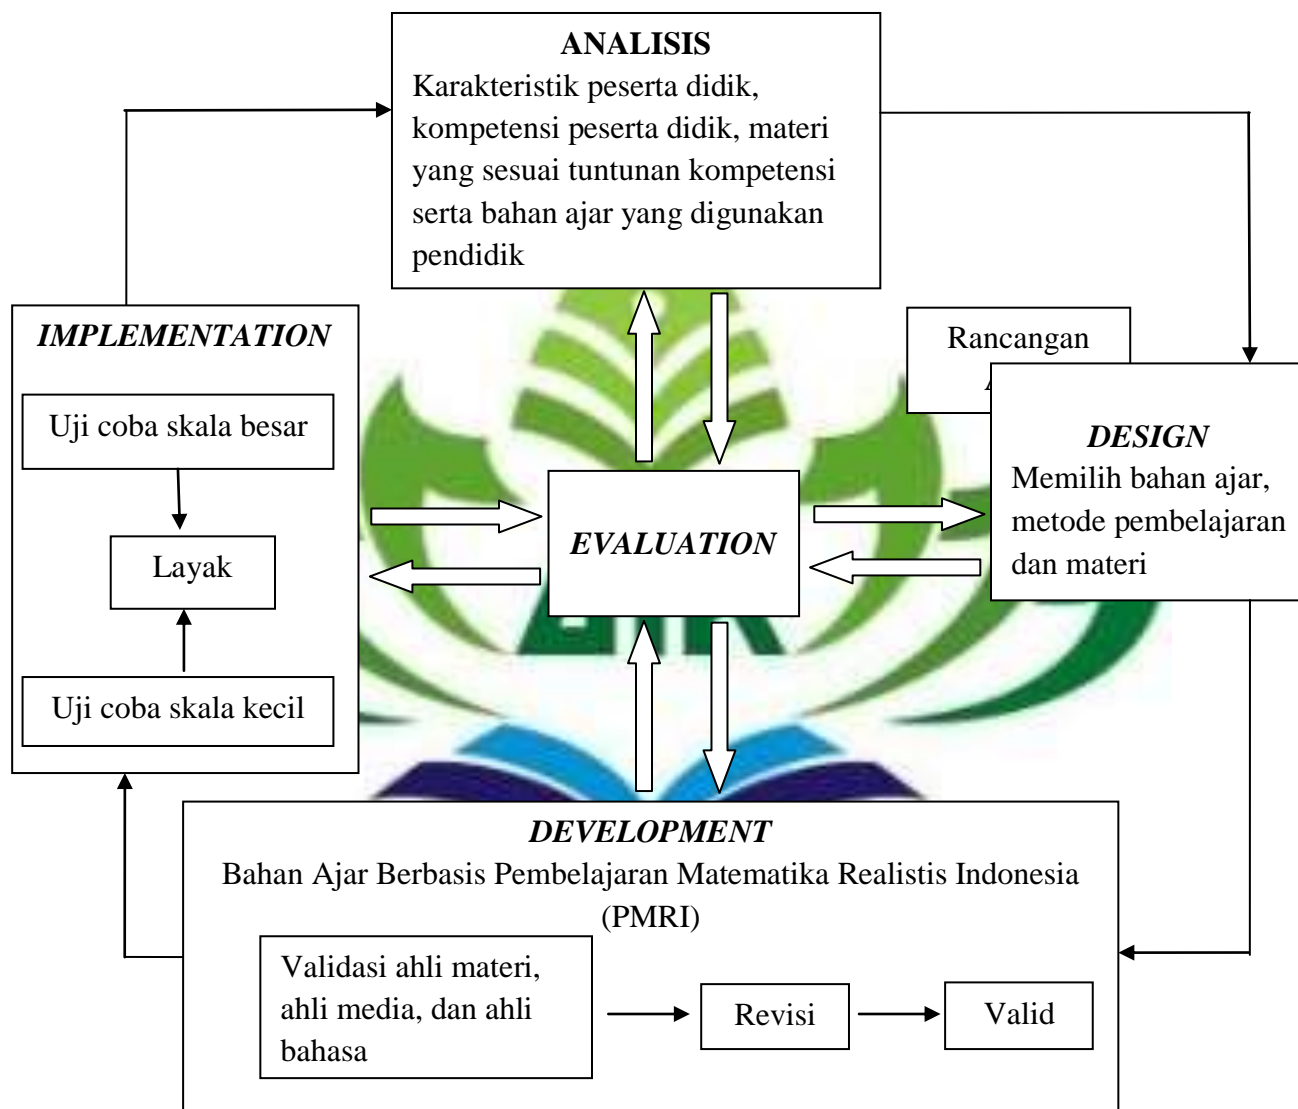 ANALISIS
Karakteristik peserta didik,
kompetensi peserta didik, materi
yang sesuai tuntunan kompetensi
serta bahan ajar yang digunakan
pendidik
IMPLEMENTATION
Uji coba skala besar
Layak
Uji coba skala kecil
EVALUATION
Rancangan
DESIGN
Memilih bahan ajar,
metode pembelajaran
dan materi
DEVELOPMENT
Bahan Ajar Berbasis Pembelajaran Matematika Realistis Indonesia
(PMRI)
Validasi ahli materi,
ahli media, dan ahli
bahasa
Revisi
Valid